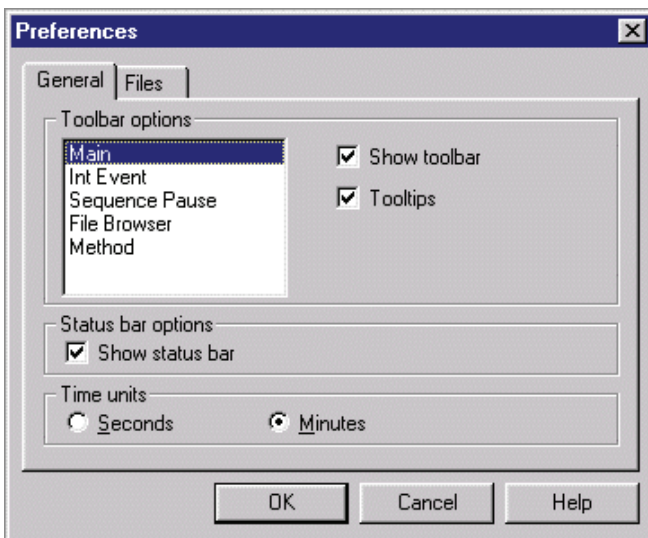 Preferences
General Files
Toolbar options
Main
Int Event
Sequence Pause
File Browser
Method
Show toolbar
Tooltips
Status bar options
Show status bar
Time units
Seconds Minutes
OK Cancel Help